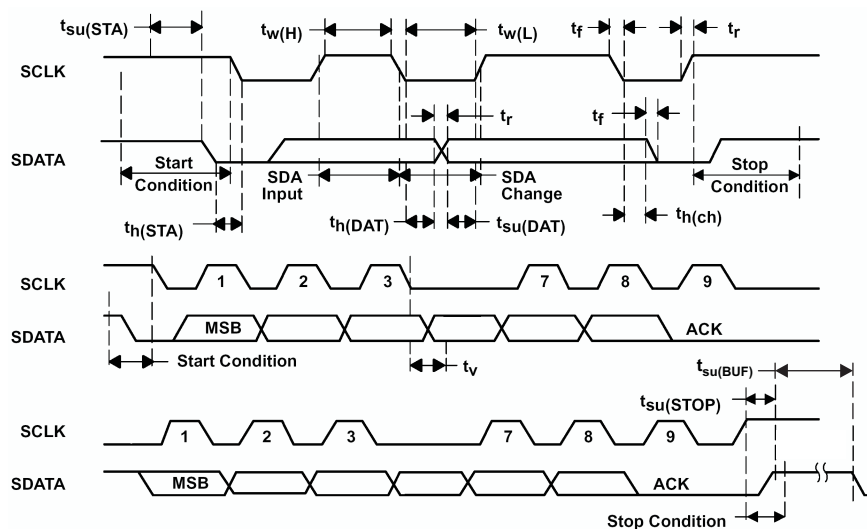 tsu(STA)
tw(H)
tw(L)
tf
tr
SCLK
tr
tf
SDATA
Start
Condition
SDA
Input
SDA
Change
Stop
Condition
th(STA)
th(DAT)
tsu(DAT)
th(ch)
SCLK
1
2
3
7
8
9
SDATA
MSB
ACK
Start Condition
tv
tsu(BUF)
tsu(STOP)
SCLK
1
2
3
7
8
9
SDATA
MSB
ACK
Stop Condition